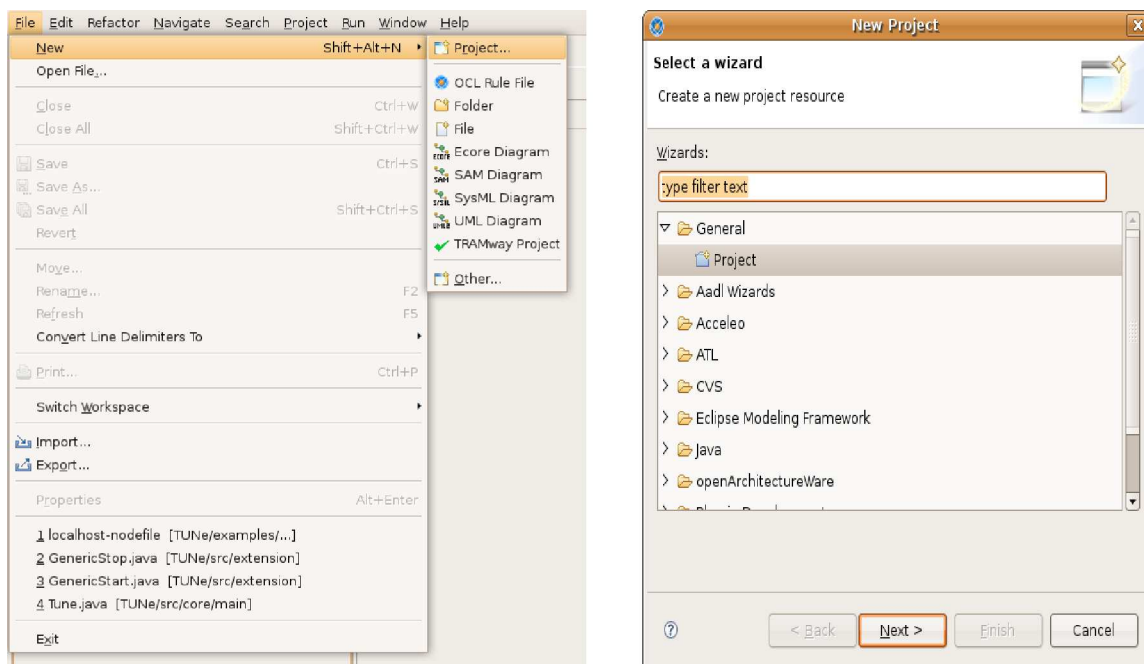 File Edit Refactor Navigate Search Project Run Window Help
New Shift+Alt+N
Open File...
Close Ctrl+W
Close All Shift+Ctrl+W
Save Ctrl+S
Save As...
Save All Shift+Ctrl+S
Revert
Move...
Rename... F2
Refresh F5
Convert Line Delimiters To
Print... Ctrl+P
Switch Workspace
Import...
Export...
Properties Alt+Enter
1 localhost-nodefile [TUNe/examples/...]
2 GenericStop.java [TUNe/src/extension]
3 GenericStart.java [TUNe/src/extension]
4 Tune.java [TUNe/src/core/main]
Exit
Project...
OCL Rule File
Folder
File
Ecore Diagram
SAM Diagram
SysML Diagram
UML Diagram
TRAMway Project
Other...
New Project
Select a wizard
Create a new project resource
Wizards:
type filter text
General
Project
Aadl Wizards
Acceleo
ATL
CVS
Eclipse Modeling Framework
Java
openArchitectureWare
< Back Next > Finish Cancel